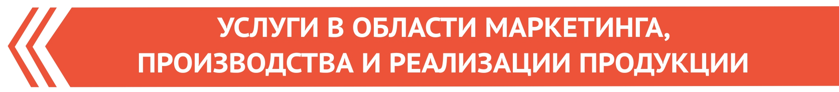 УСЛУГИ В ОБЛАСТИ МАРКЕТИНГА,
ПРОИЗВОДСТВА И РЕАЛИЗАЦИИ ПРОДУКЦИИ